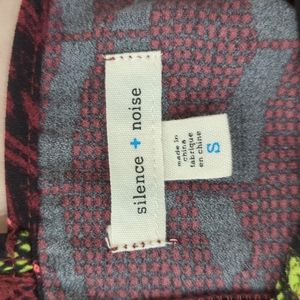 silence + noise
S
made in
china
fabriqué
en chine